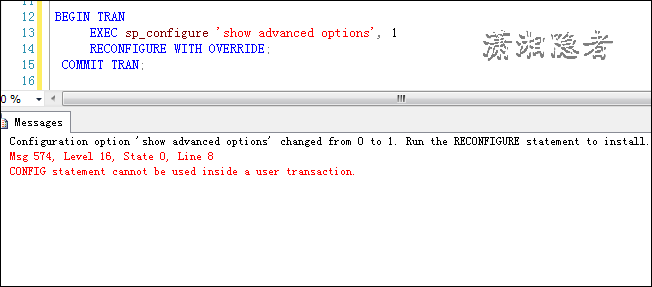 12 BEGIN TRAN
13 EXEC sp_configure 'show advanced options', 1
14 RECONFIGURE WITH OVERRIDE;
15 COMMIT TRAN;
16
潇湘隐者
0 %
Messages
Configuration option 'show advanced options' changed from 0 to 1. Run the RECONFIGURE statement to install.
Msg 574, Level 16, State 0, Line 8
CONFIG statement cannot be used inside a user transaction.